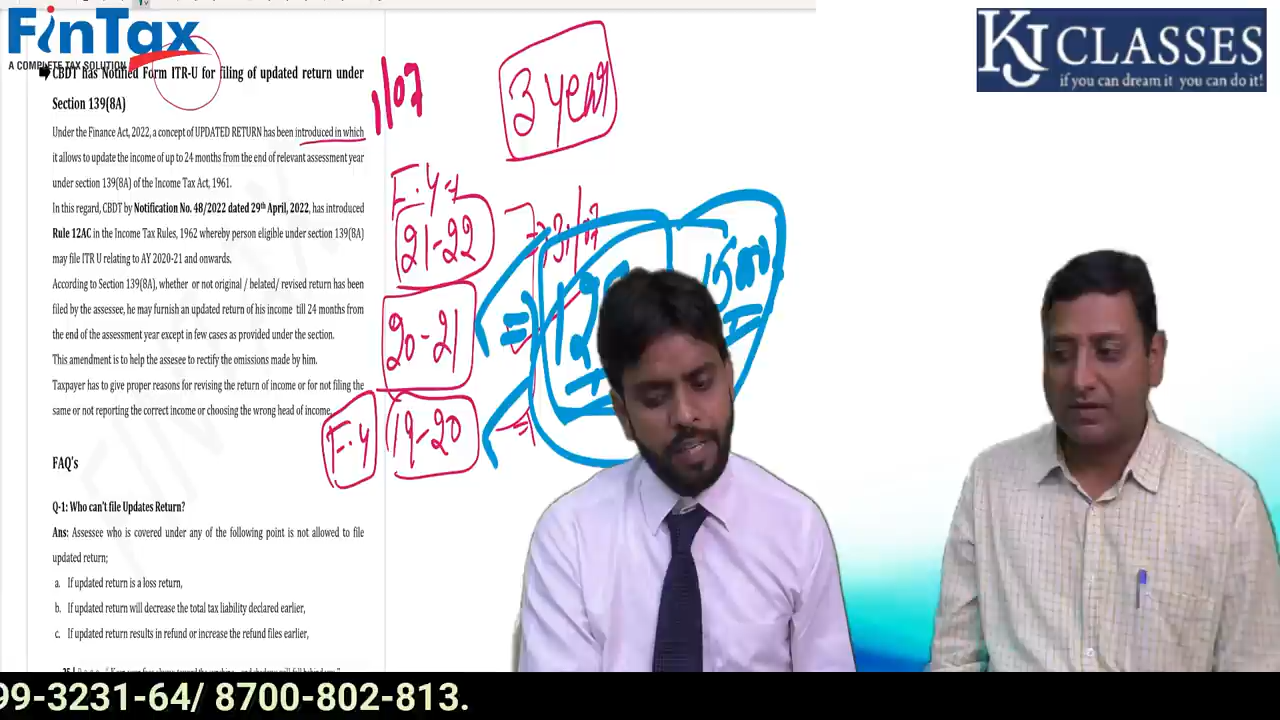 FinTax
A COMPLETE TAX SOLUTION
CBDT has Notified Form ITR-U for filing of updated return under
Section 139(8A)
Under the Finance Act, 2022, a concept of UPDATED RETURN has been introduced in which
it allows to update the income of up to 24 months from the end of relevant assessment year
under section 139(8A) of the Income Tax Act, 1961.
In this regard, CBDT by Notification No. 48/2022 dated 29th April, 2022, has introduced
Rule 12AC in the Income Tax Rules, 1962 whereby person eligible under section 139(8A)
may file ITR U relating to AY 2020-21 and onwards.
According to Section 139(8A), whether or not original / belated/ revised return has been
filed by the assessee, he may furnish an updated return of his income till 24 months from
the end of the assessment year except in few cases as provided under the section.
This amendment is to help the assesee to rectify the omissions made by him.
Taxpayer has to give proper reasons for revising the return of income or for not filing the
same or not reporting the correct income or choosing the wrong head of income.
FAQ's
Q-1: Who can't file Updates Return?
Ans: Assessee who is covered under any of the following point is not allowed to file
updated return;
a. If updated return is a loss return,
b. If updated return will decrease the total tax liability declared earlier,
c. If updated return results in refund or increase the refund files earlier,
1/07
3 year
F.Y
21-22
31/07
20-21
F.Y
19-20
KJ CLASSES
if you can dream it you can do it!
99-3231-64/ 8700-802-813.